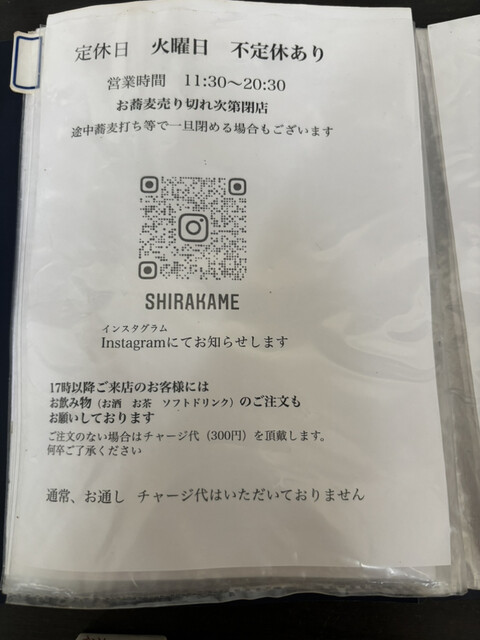 定休日　火曜日　不定休あり
営業時間　11:30〜20:30
お蕎麦売り切れ次第閉店
途中蕎麦打ち等で一旦閉める場合もございます
SHIRAKAME
インスタグラム
Instagramにてお知らせします
17時以降ご来店のお客様には
お飲み物（お酒　お茶　ソフトドリンク）のご注文も
お願いしております
ご注文のない場合はチャージ代（300円）を頂戴します。
何卒ご了承ください
通常、お通し　チャージ代はいただいておりません